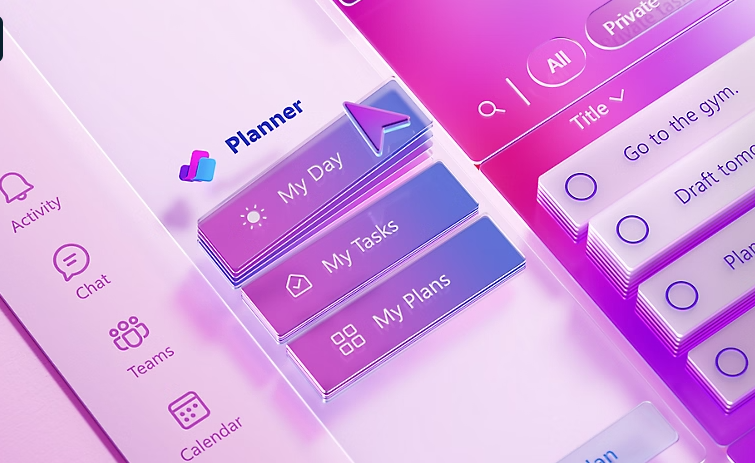 Activity
Chat
Teams
Calendar
Planner
My Day
My Tasks
My Plans
All
Private
Title
Go to the gym.
Draft tomo
Plan
lan